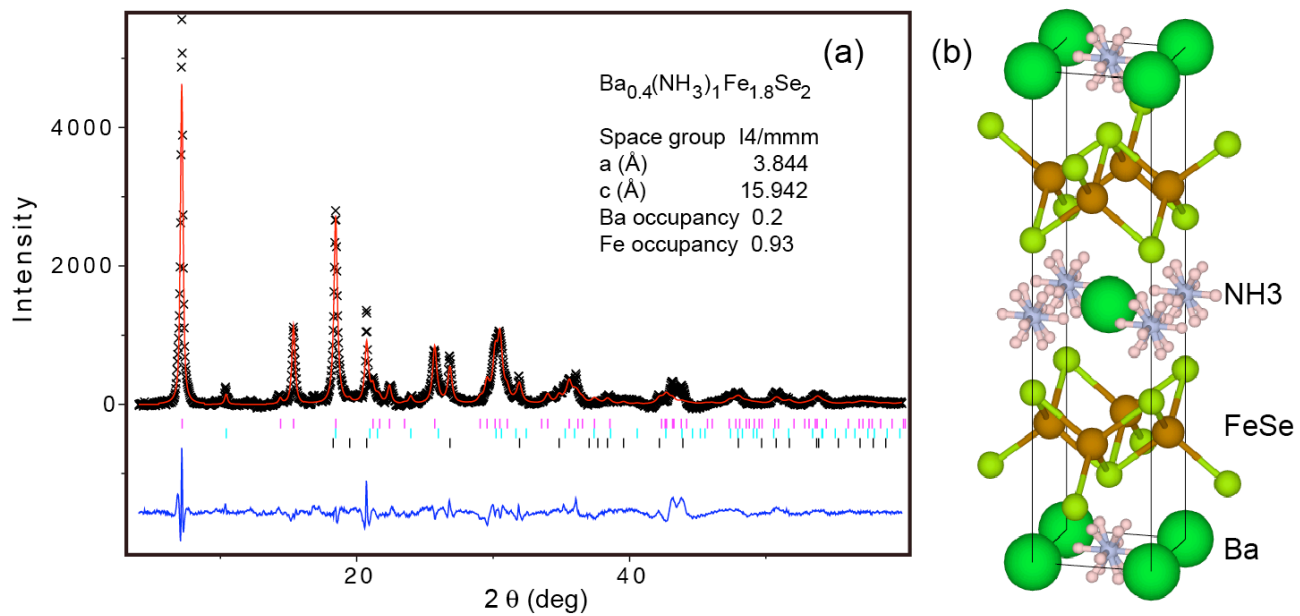 (a)
(b)
Ba0.4(NH3)1Fe1.8Se2
Space group I4/mmm
a (Å) 3.844
c (Å) 15.942
Ba occupancy 0.2
Fe occupancy 0.93
Intensity
4000
2000
0
20
40
2 θ (deg)
NH3
FeSe
Ba